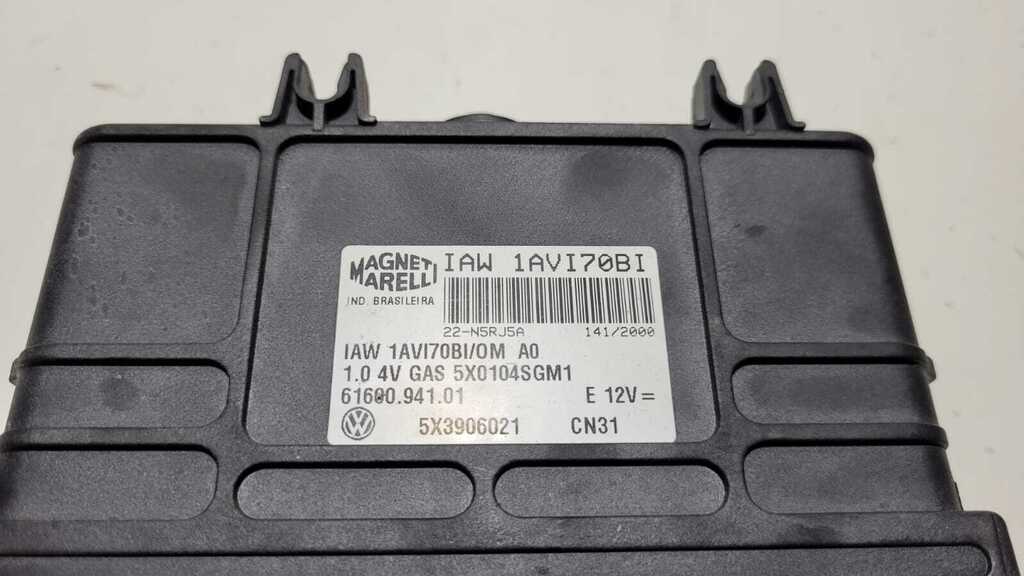 MAGNETI MARELLI
IND. BRASILEIRA
IAW 1AVI70BI
22-N5RJ5A 141/2000
IAW 1AVI70BI/OM A0
1.0 4V GAS 5X0104SGM1
61600.941.01 E 12V=
VW 5X3906021 CN31